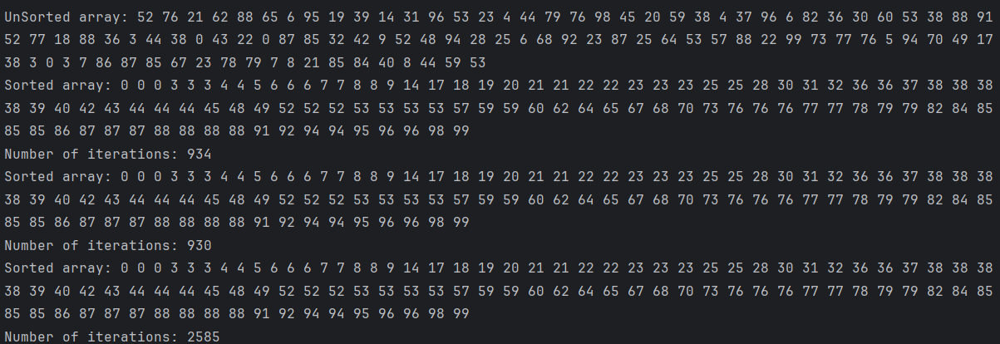 UnSorted array: 52 76 21 62 88 65 6 95 19 39 14 31 96 53 23 4 44 79 76 98 45 20 59 38 4 37 96 6 82 36 30 60 53 38 88 91
52 77 18 88 36 3 44 38 0 43 22 0 87 85 32 42 9 52 48 94 28 25 6 68 92 23 87 25 64 53 57 88 22 99 73 77 76 5 94 70 49 17
38 3 0 3 7 86 87 85 67 23 78 79 7 8 21 85 84 40 8 44 59 53
Sorted array: 0 0 0 3 3 3 4 4 5 6 6 6 7 7 8 8 9 14 17 18 19 20 21 21 22 22 23 23 23 25 25 28 30 31 32 36 36 37 38 38 38
38 39 40 42 43 44 44 44 45 48 49 52 52 52 53 53 53 53 57 59 59 60 62 64 65 67 68 70 73 76 76 76 77 77 78 79 79 82 84 85
85 85 86 87 87 87 88 88 88 88 91 92 94 94 95 96 96 98 99
Number of iterations: 934
Sorted array: 0 0 0 3 3 3 4 4 5 6 6 6 7 7 8 8 9 14 17 18 19 20 21 21 22 22 23 23 23 25 25 28 30 31 32 36 36 37 38 38 38
38 39 40 42 43 44 44 44 45 48 49 52 52 52 53 53 53 53 57 59 59 60 62 64 65 67 68 70 73 76 76 76 77 77 78 79 79 82 84 85
85 85 86 87 87 87 88 88 88 88 91 92 94 94 95 96 96 98 99
Number of iterations: 930
Sorted array: 0 0 0 3 3 3 4 4 5 6 6 6 7 7 8 8 9 14 17 18 19 20 21 21 22 22 23 23 23 25 25 28 30 31 32 36 36 37 38 38 38
38 39 40 42 43 44 44 44 45 48 49 52 52 52 53 53 53 53 57 59 59 60 62 64 65 67 68 70 73 76 76 76 77 77 78 79 79 82 84 85
85 85 86 87 87 87 88 88 88 88 91 92 94 94 95 96 96 98 99
Number of iterations: 2585